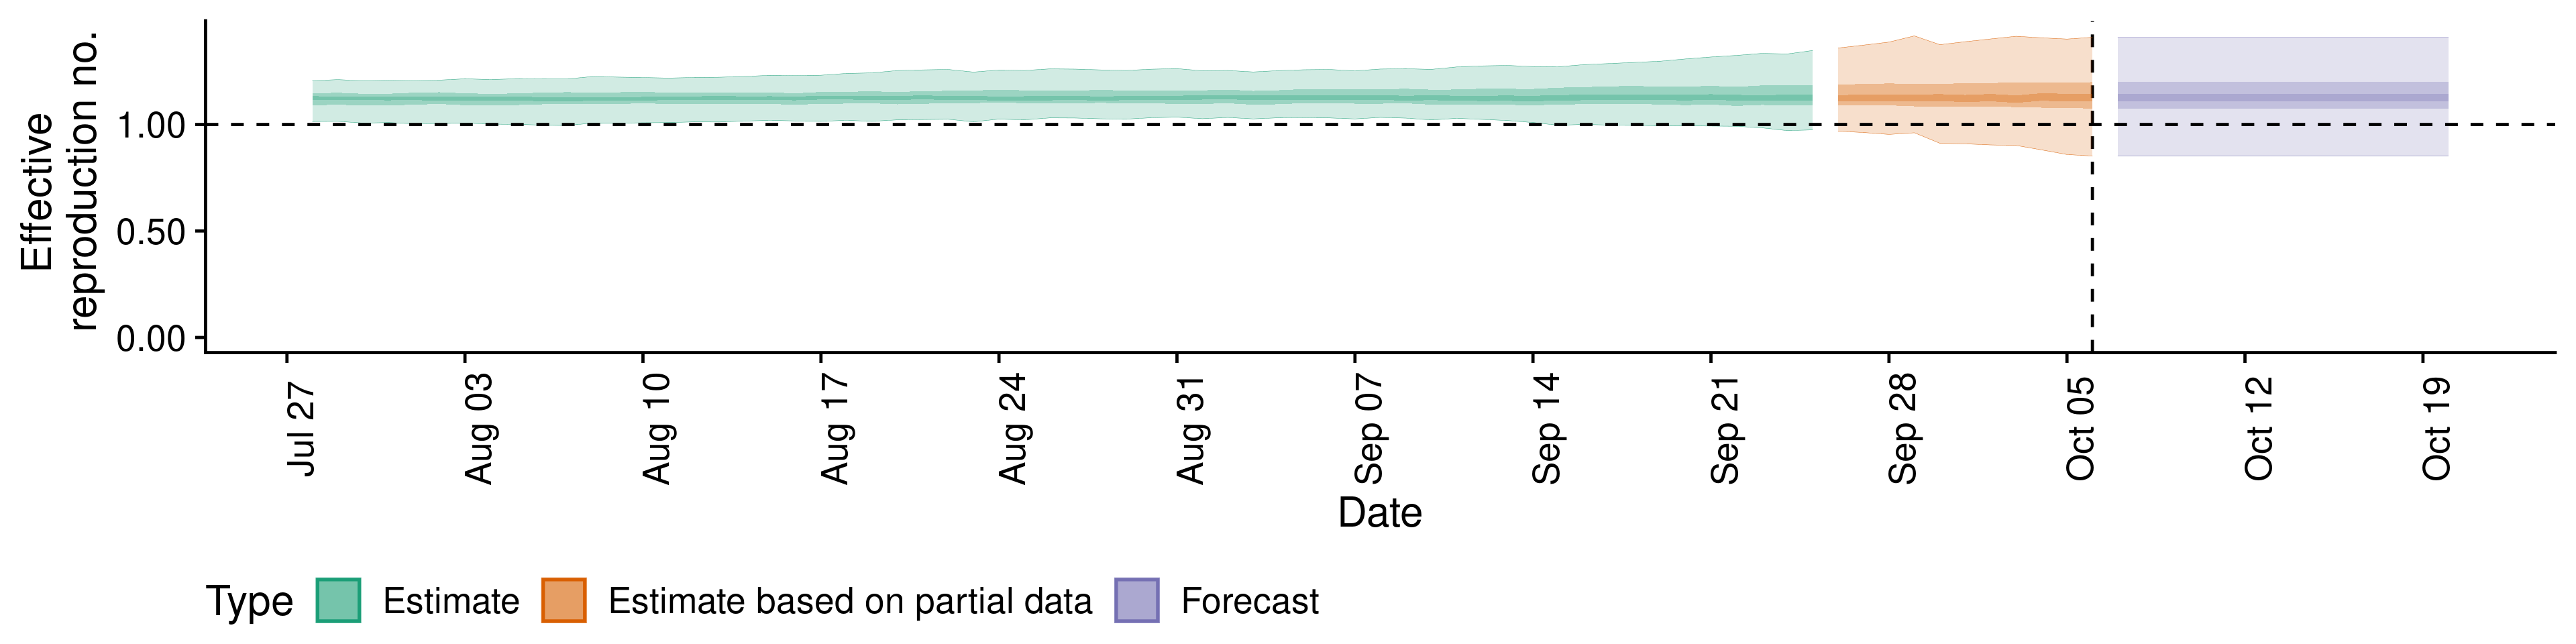 Effective
reproduction no.
1.00
0.50
0.00
Jul 27
Aug 03
Aug 10
Aug 17
Aug 24
Aug 31
Sep 07
Sep 14
Sep 21
Sep 28
Oct 05
Oct 12
Oct 19
Date
Type Estimate Estimate based on partial data Forecast